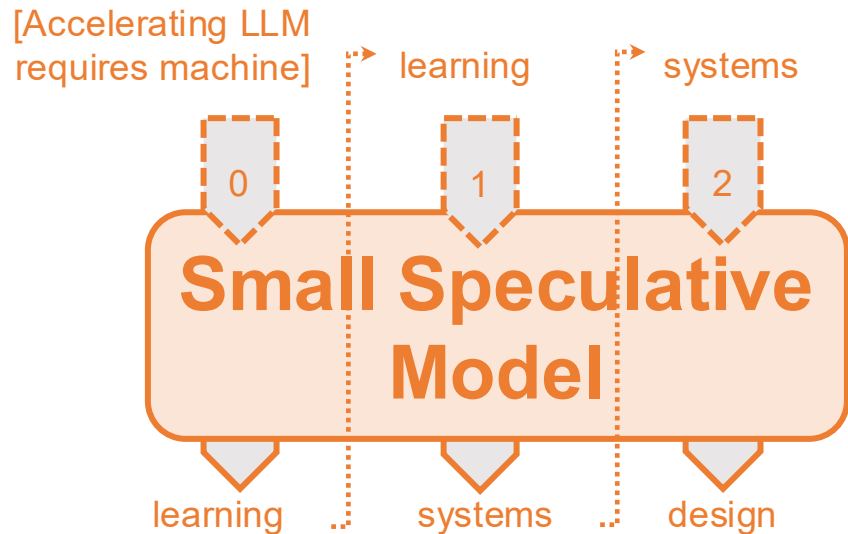 [Accelerating LLM
requires machine]
learning
systems
0
1
2
Small Speculative
Model
learning
systems
design